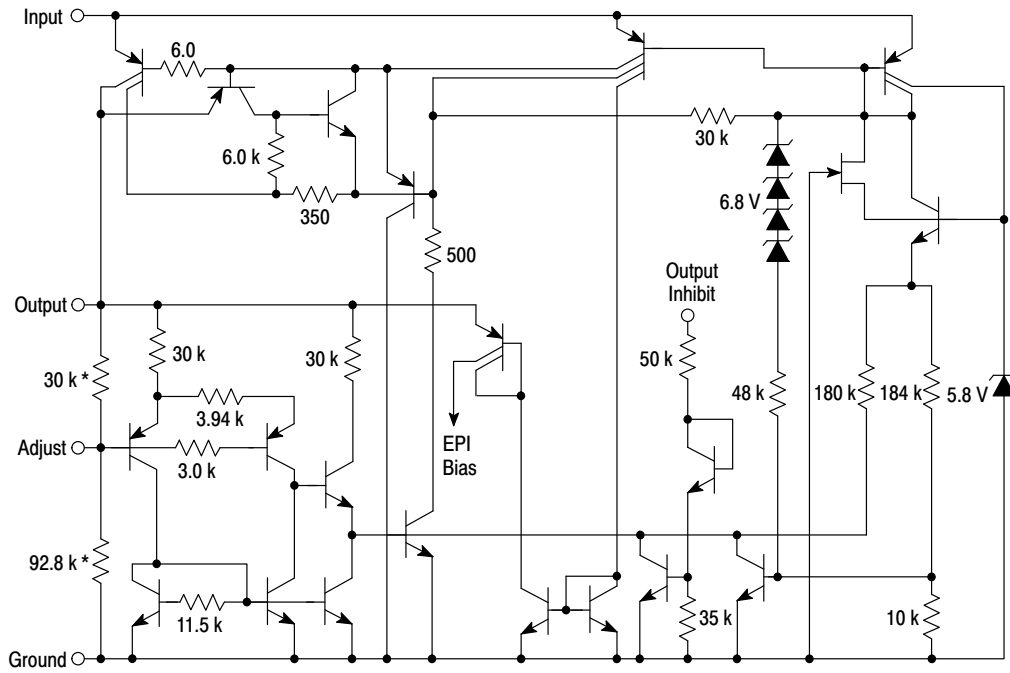 Input
6.0
30 k
6.0 k
6.8 V
350
500
Output
Inhibit
Output
50 k
30 k
30 k
30 k *
48 k
180 k
184 k
5.8 V
3.94 k
EPI
Bias
Adjust
3.0 k
92.8 k *
11.5 k
35 k
10 k
Ground